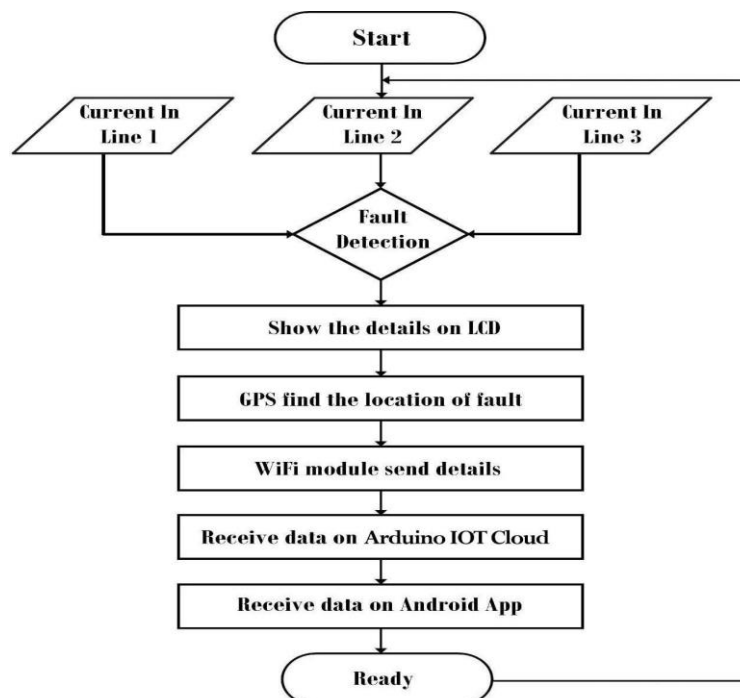 Start
Current In
Line 1
Current In
Line 2
Current In
Line 3
Fault
Detection
Show the details on LCD
GPS find the location of fault
WiFi module send details
Receive data on Arduino IOT Cloud
Receive data on Android App
Ready